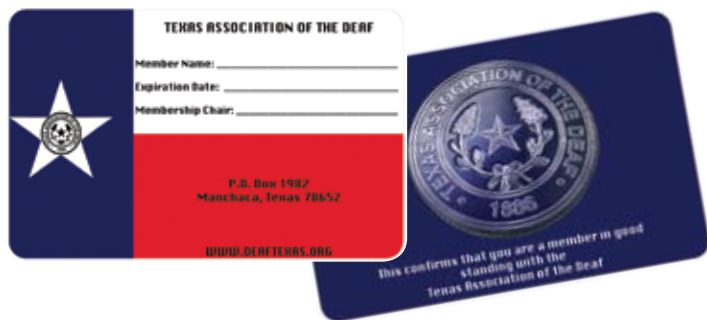 TEXAS ASSOCIATION OF THE DEAF
Member Name:
Expiration Date:
Membership Chair:
P.O. Box 1982
Manchaca, Texas 78652
WWW.DEAFTEXAS.ORG
TEXAS ASSOCIATION OF THE DEAF
1886
This confirms that you are a member in good
standing with the
Texas Association of the Deaf